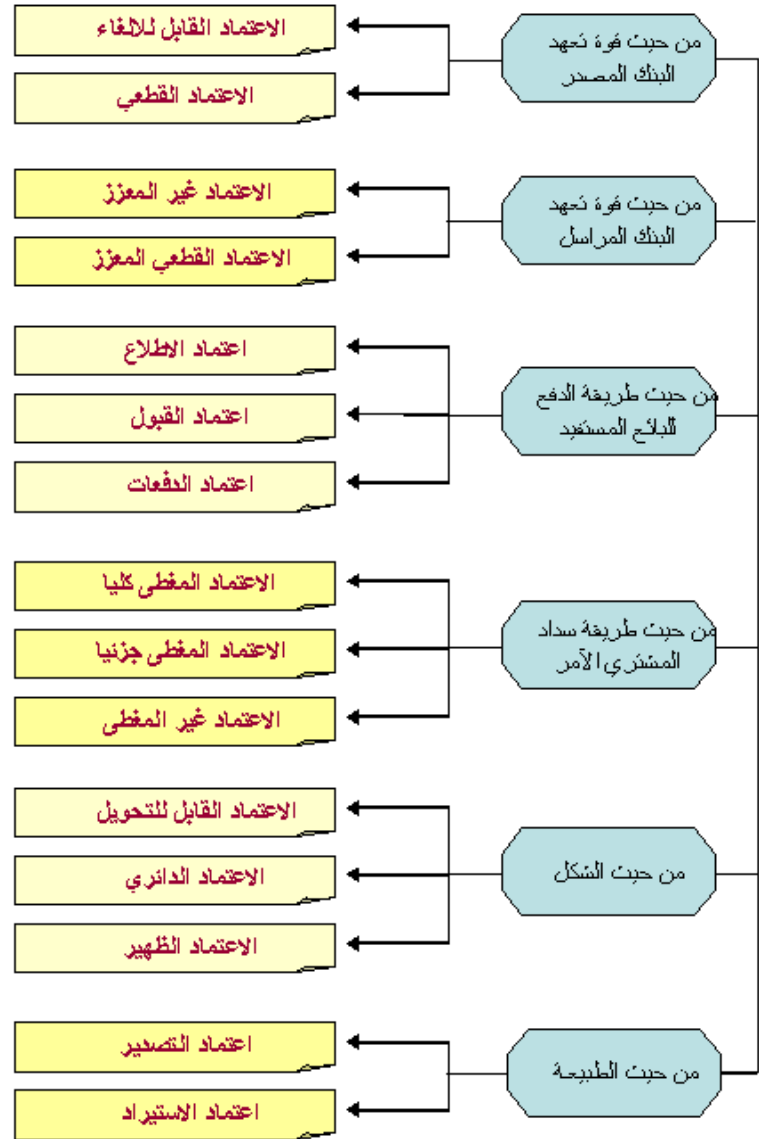 من حيث قوة تعهد
البنك المصدر
الاعتماد القابل للالغاء
الاعتماد القطعي
من حيث قوة تعهد
البنك المراسل
الاعتماد غير المعزز
الاعتماد القطعي المعزز
من حيث طريقة الدفع
للبائع المستفيد
اعتماد الاطلاع
اعتماد القبول
اعتماد الدفعات
من حيث طريقة سداد
المشتري الآمر
الاعتماد المغطى كليا
الاعتماد المغطى جزئيا
الاعتماد غير المغطى
من حيث الشكل
الاعتماد القابل للتحويل
الاعتماد الدائري
الاعتماد الظهير
من حيث الطبيعة
اعتماد التصدير
اعتماد الاستيراد